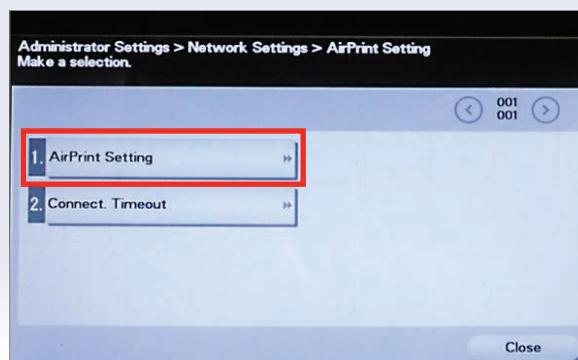 Administrator Settings > Network Settings > AirPrint Setting
Make a selection.
001
001
1. AirPrint Setting
2. Connect. Timeout
Close